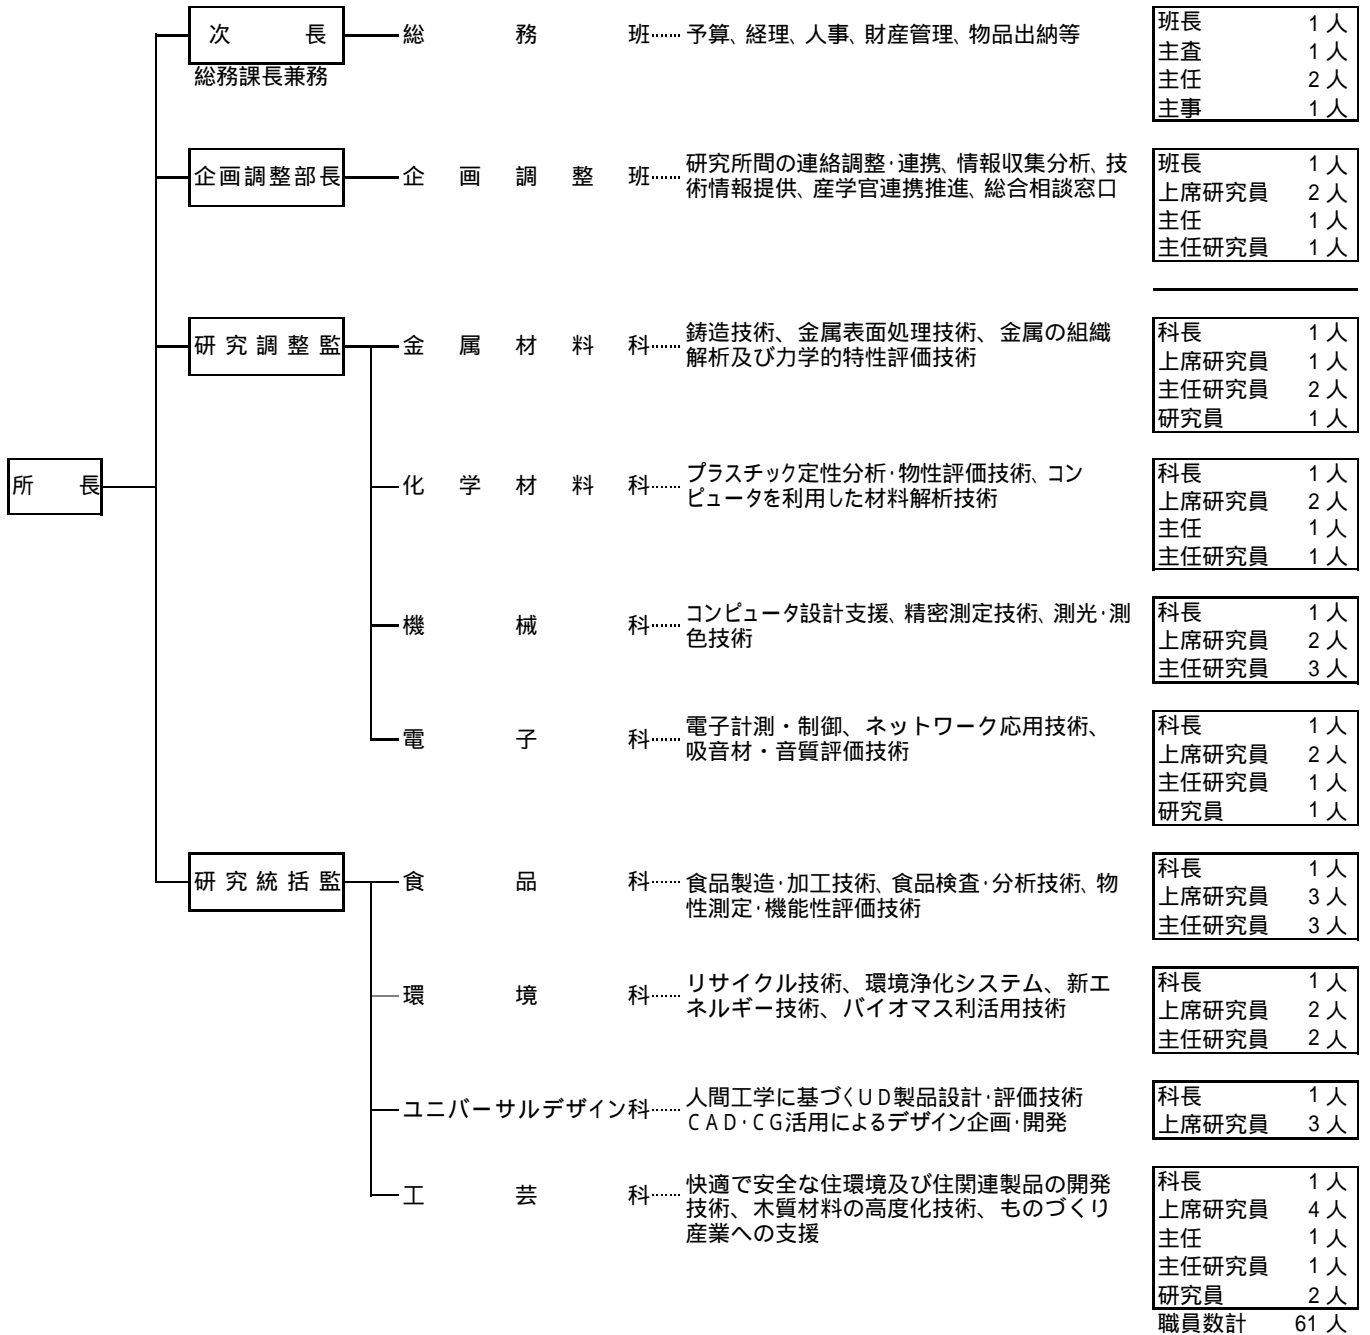 次長 総務班 予算、経理、人事、財産管理、物品出納等
総務課長兼務
班長 1人
主査 1人
主任 2人
主事 1人
企画調整部長 企画調整班 研究所間の連絡調整・連携、情報収集分析、技
術情報提供、産学官連携推進、総合相談窓口
班長 1人
上席研究員 2人
主任 1人
主任研究員 1人
研究調整監 金属材料科 鋳造技術、金属表面処理技術、金属の組織
解析及び力学的特性評価技術
科長 1人
上席研究員 1人
主任研究員 2人
研究員 1人
所長
化学材料科 プラスチック定性分析・物性評価技術、コン
ピュータを利用した材料解析技術
科長 1人
上席研究員 2人
主任 1人
主任研究員 1人
機械科 コンピュータ設計支援、精密測定技術、測光・測
色技術
科長 1人
上席研究員 2人
主任研究員 3人
電子科 電子計測・制御、ネットワーク応用技術、
吸音材・音質評価技術
科長 1人
上席研究員 2人
主任研究員 1人
研究員 1人
研究統括監 食品科 食品製造・加工技術、食品検査・分析技術、物
性測定・機能性評価技術
科長 1人
上席研究員 3人
主任研究員 3人
環境科 リサイクル技術、環境浄化システム、新エ
ネルギー技術、バイオマス利活用技術
科長 1人
上席研究員 2人
主任研究員 2人
ユニバーサルデザイン科 人間工学に基づくUD製品設計・評価技術
CAD・CG活用によるデザイン企画・開発
科長 1人
上席研究員 3人
工芸科 快適で安全な住環境及び住関連製品の開発
技術、木質材料の高度化技術、ものづくり
産業への支援
科長 1人
上席研究員 4人
主任 1人
主任研究員 1人
研究員 2人
職員数計 61人